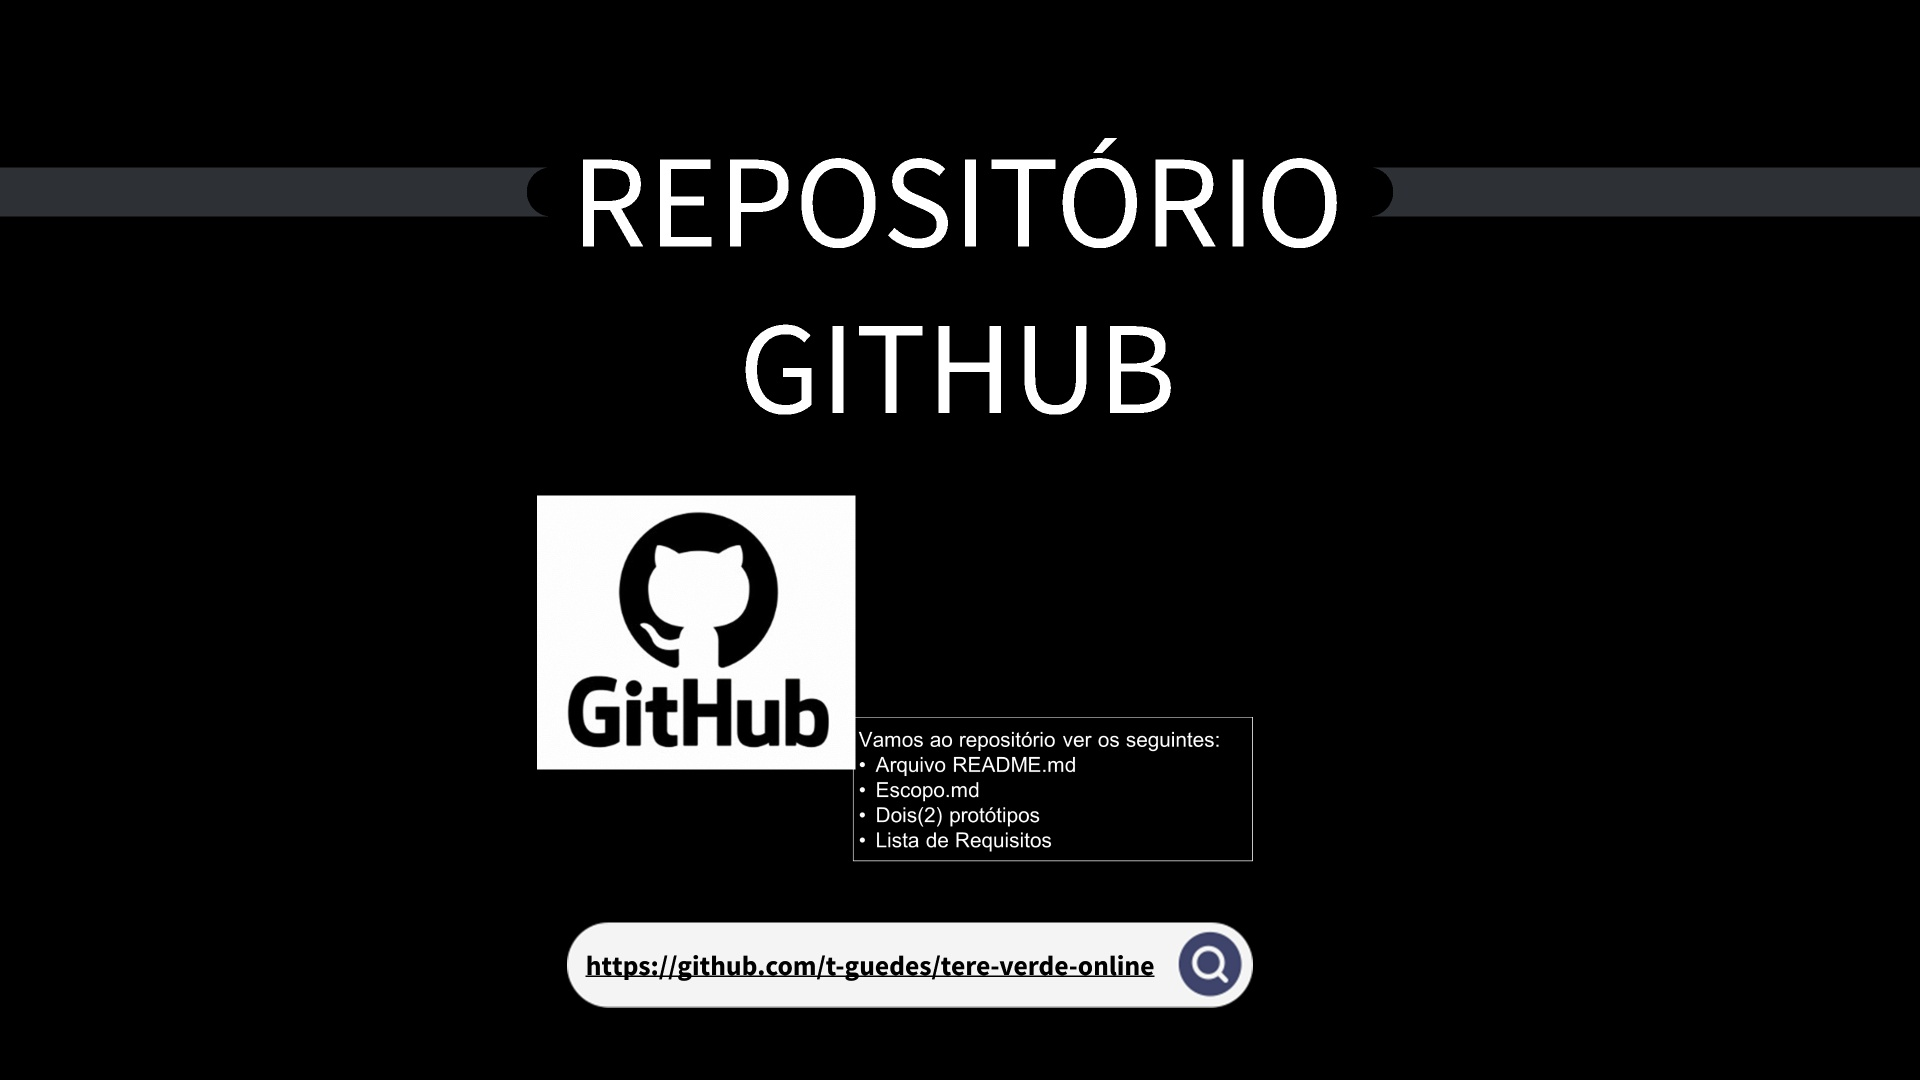 REPOSITÓRIO
GITHUB
GitHub
Vamos ao repositório ver os seguintes:
• Arquivo README.md
• Escopo.md
• Dois(2) protótipos
• Lista de Requisitos
https://github.com/t-guedes/tere-verde-online